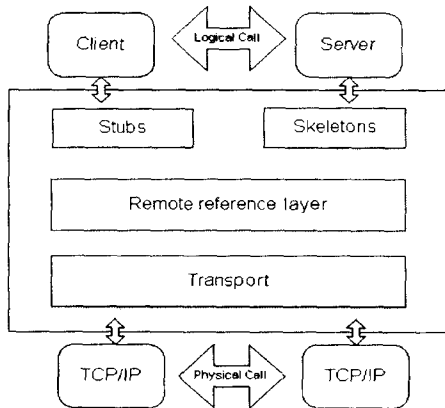 Client
Logical Call
Server
Stubs
Skeletons
Remote reference layer
Transport
TCP/IP
Physical Call
TCP/IP